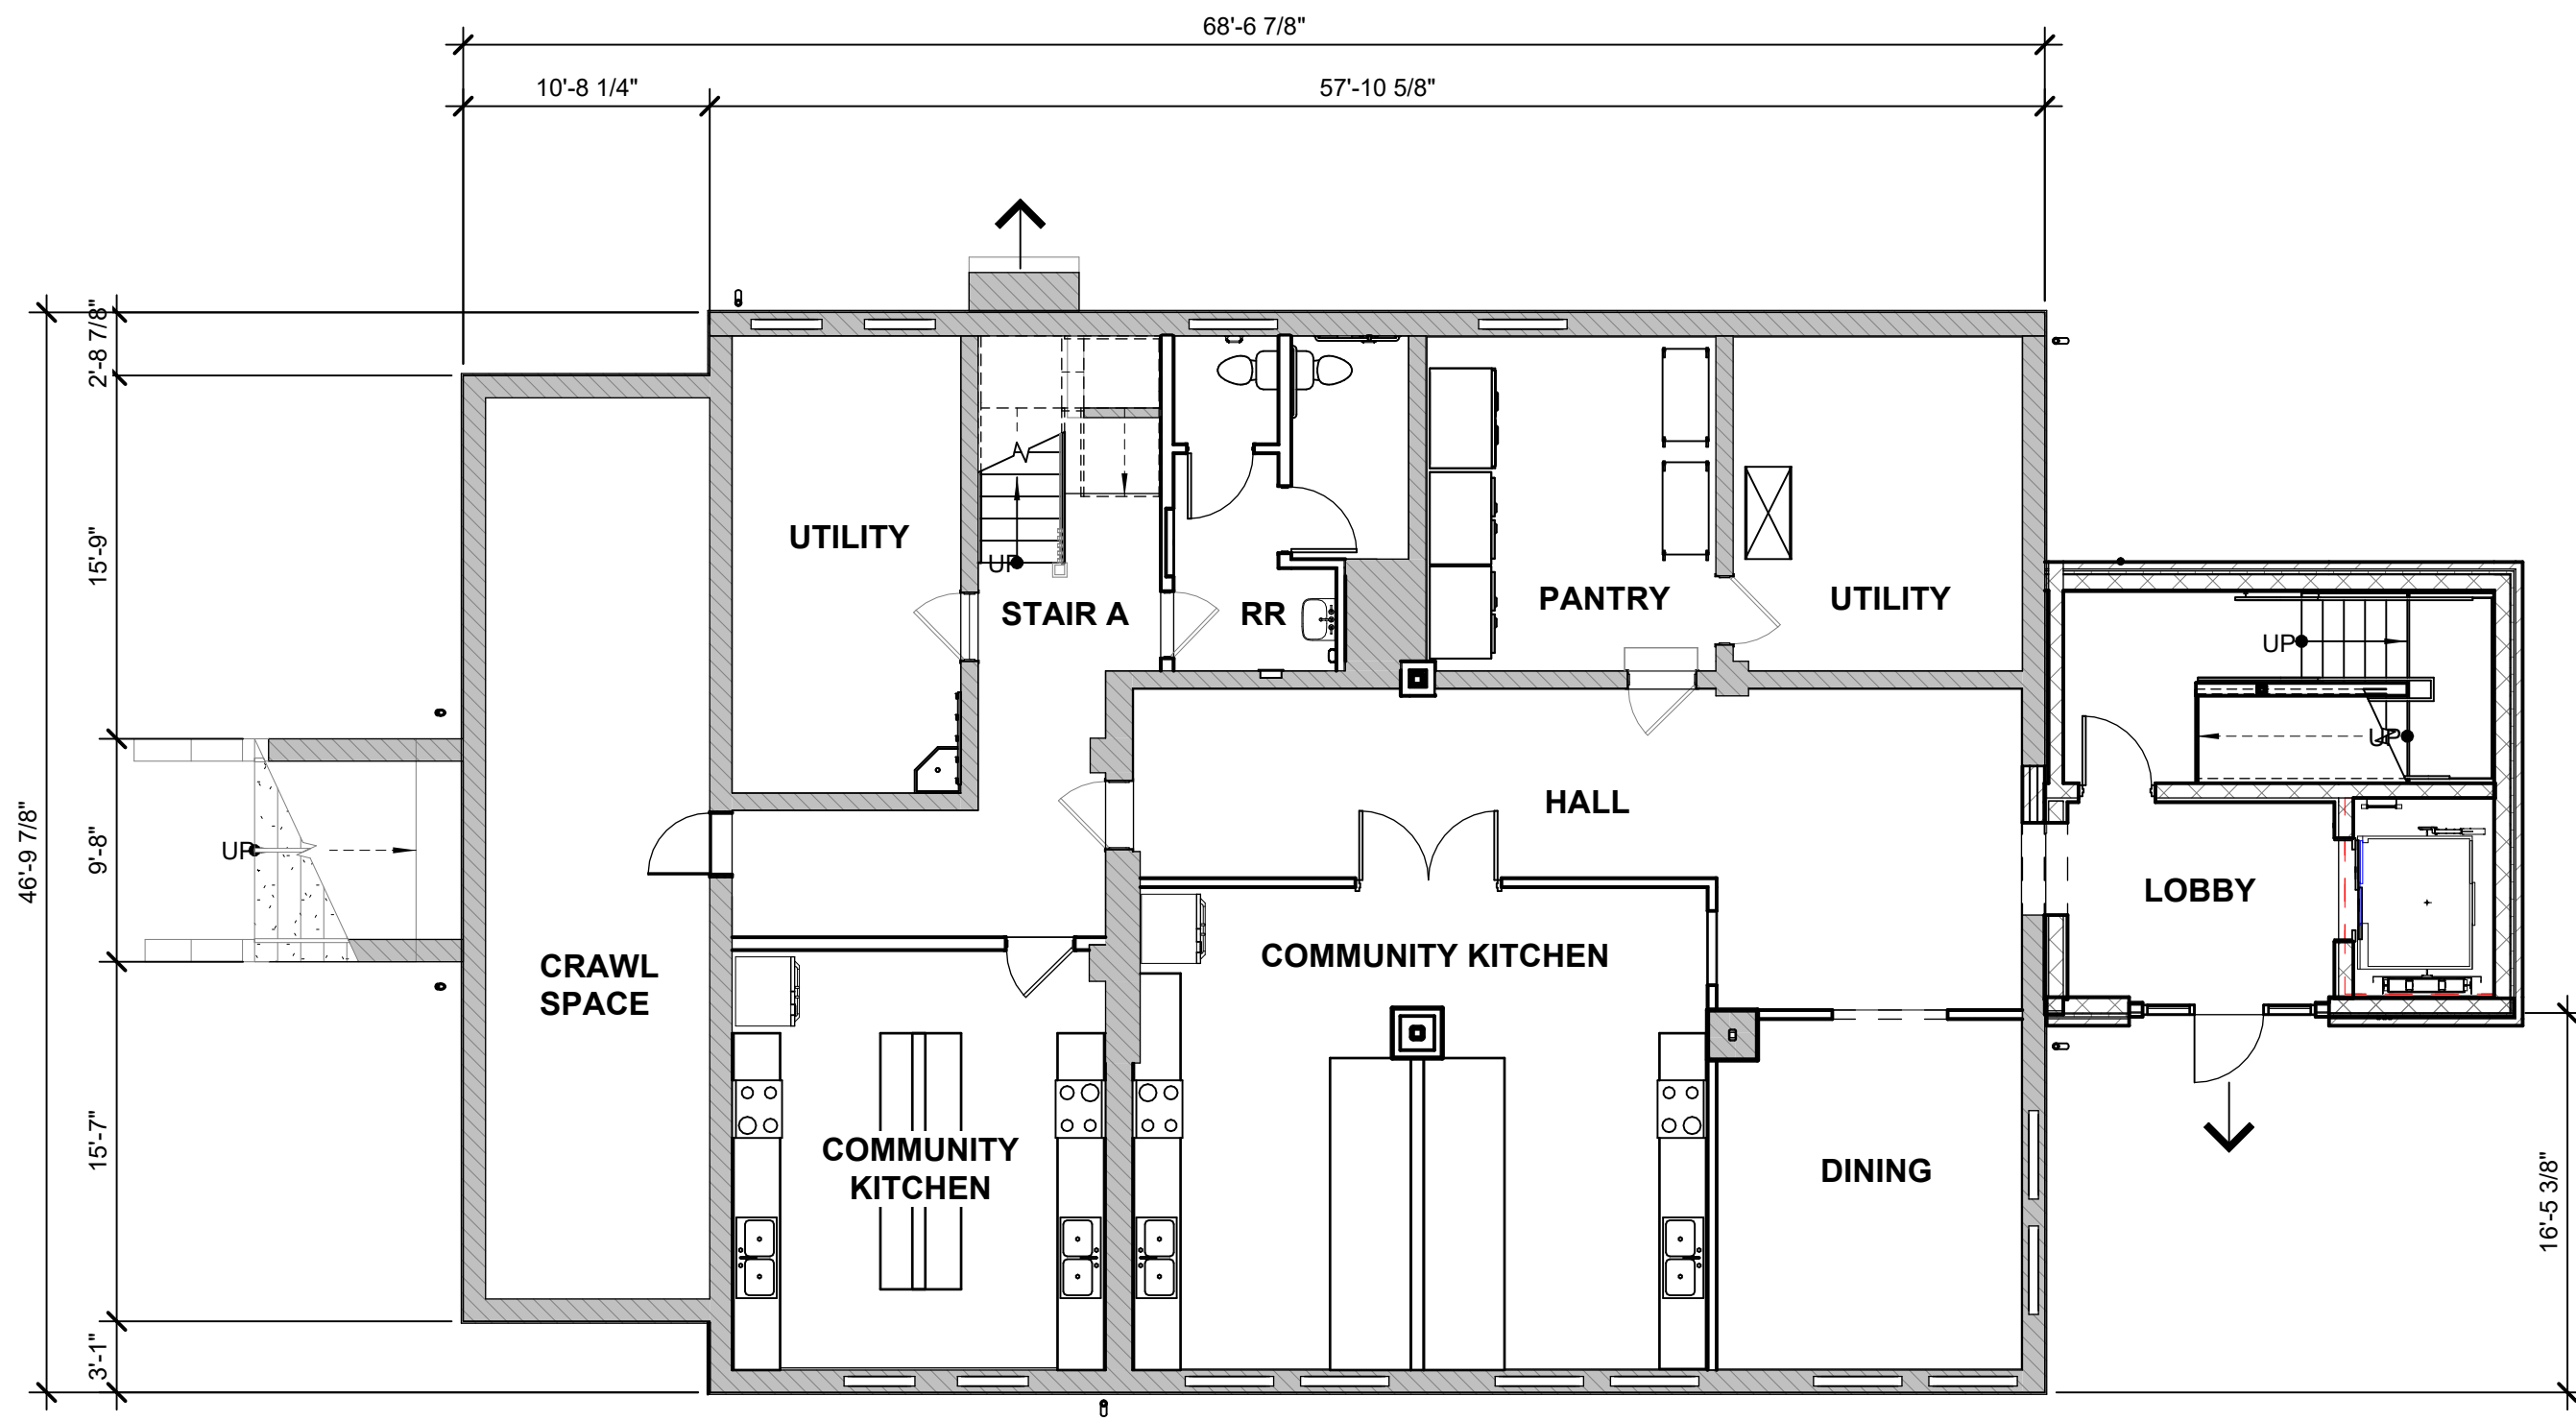 68'-6 7/8"
10'-8 1/4"
57'-10 5/8"
2'-8 7/8"
15'-9"
9'-8"
46'-9 7/8"
15'-7"
3'-1"
16'-5 3/8"
UTILITY
UP
STAIR A
RR
PANTRY
UTILITY
UP
UP
HALL
UP
LOBBY
CRAWL
SPACE
COMMUNITY KITCHEN
COMMUNITY
KITCHEN
DINING